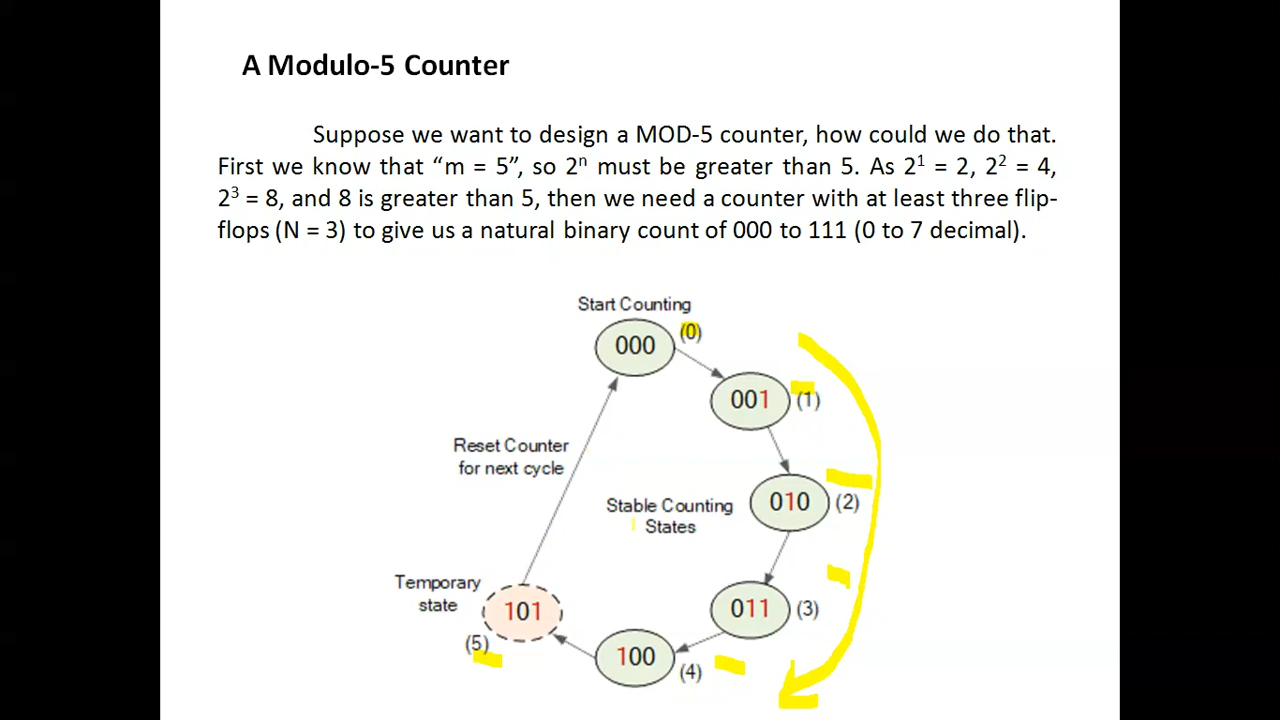 A Modulo-5 Counter
Suppose we want to design a MOD-5 counter, how could we do that.
First we know that “m = 5”, so 2ⁿ must be greater than 5. As 2¹ = 2, 2² = 4,
2³ = 8, and 8 is greater than 5, then we need a counter with at least three flip-
flops (N = 3) to give us a natural binary count of 000 to 111 (0 to 7 decimal).
Start Counting
000 (0)
001 (1)
Reset Counter
for next cycle
010 (2)
Stable Counting
States
Temporary
state
101
(5)
011 (3)
100 (4)